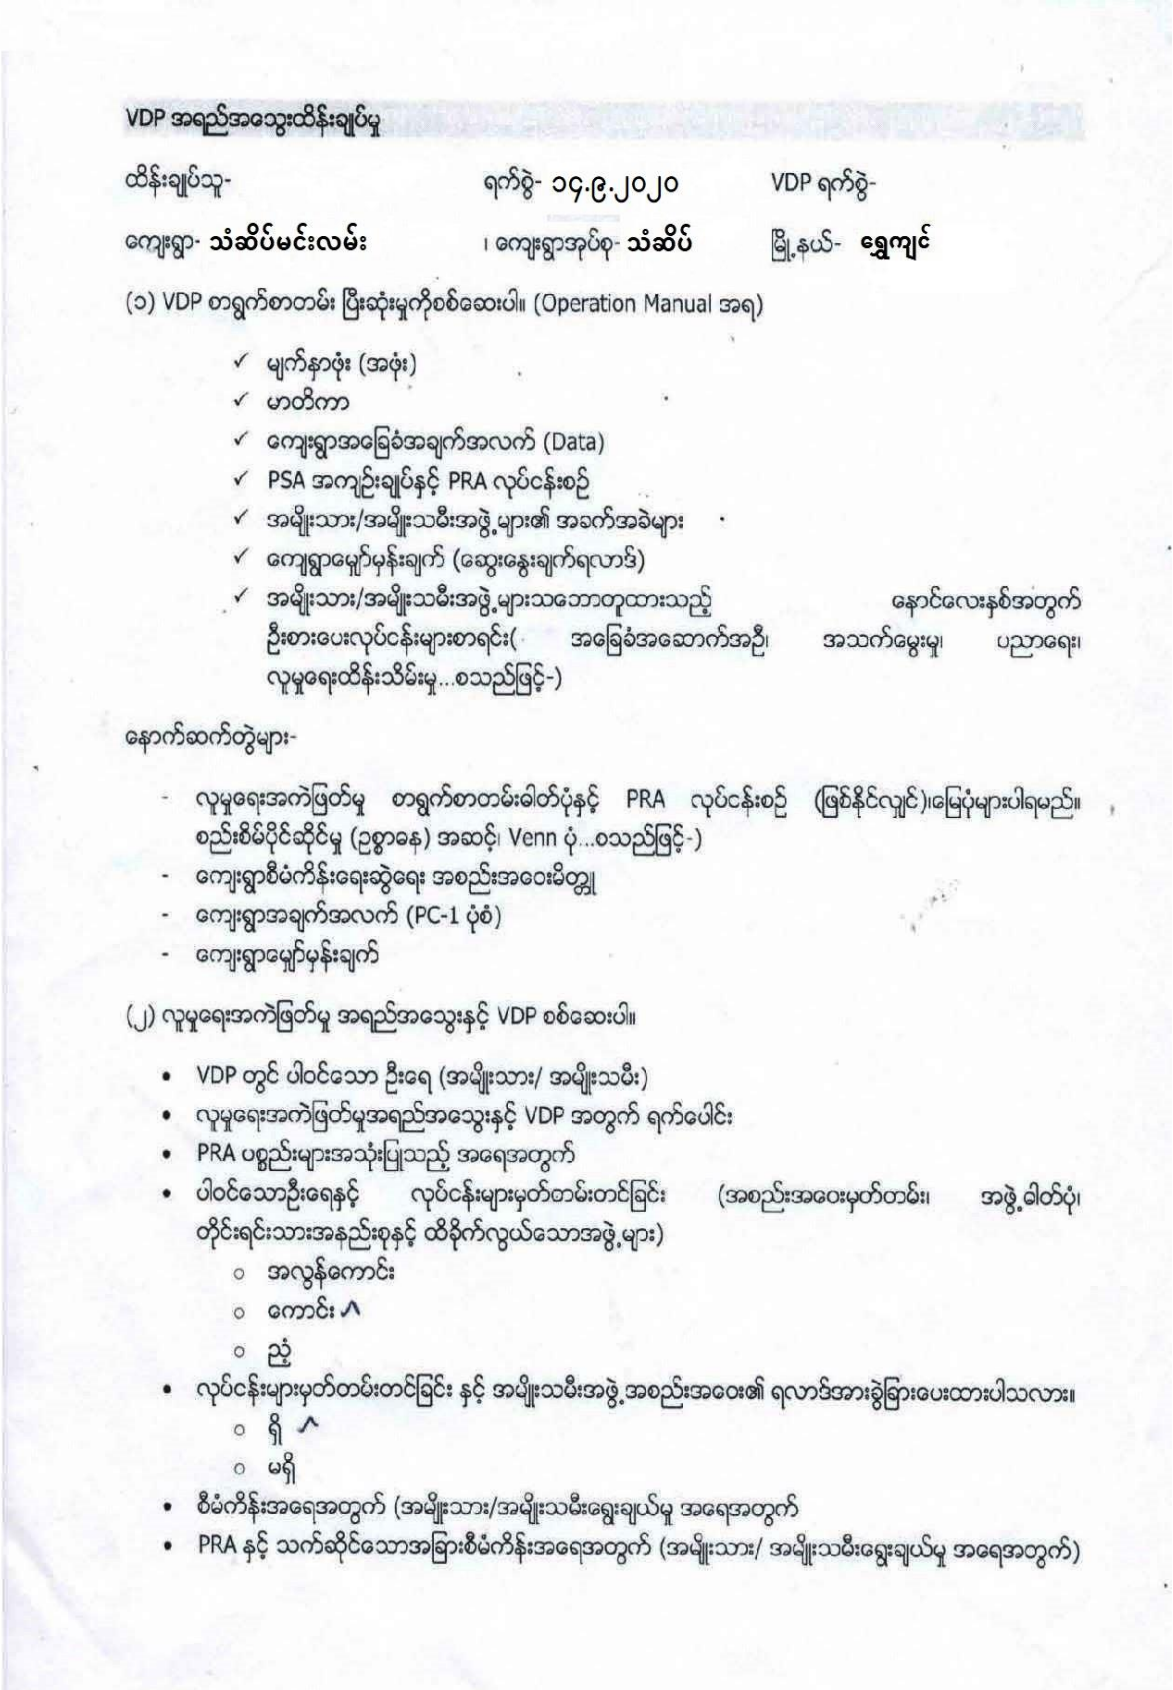 VDP အရည်အသွေးထိန်းချုပ်မှု
ထိန်းချုပ်သူ- ရက်စွဲ- ၁၄.၉.၂၀၂၀ VDP ရက်စွဲ-
ကျေးရွာ- သံဆိပ်မင်းလမ်း ၊ ကျေးရွာအုပ်စု- သံဆိပ် မြို့နယ်- ရွှေကျင်
(၁) VDP စာရွက်စာတမ်း ပြီးဆုံးမှုကိုစစ်ဆေးပါ။ (Operation Manual အရ)
✓ မျက်နှာဖုံး (အဖုံး)
✓ မာတိကာ
✓ ကျေးရွာအခြေခံအချက်အလက် (Data)
✓ PSA အကျဉ်းချုပ်နှင့် PRA လုပ်ငန်းစဉ်
✓ အမျိုးသား/အမျိုးသမီးအဖွဲ့များ၏ အခက်အခဲများ
✓ ကျေရွာမျှော်မှန်းချက် (ဆွေးနွေးချက်ရလာဒ်)
✓ အမျိုးသား/အမျိုးသမီးအဖွဲ့များသဘောတူထားသည့် နောင်လေးနှစ်အတွက်
ဦးစားပေးလုပ်ငန်းများစာရင်း( အခြေခံအဆောက်အဦ၊ အသက်မွေးမှု၊ ပညာရေး၊
လူမှုရေးထိန်းသိမ်းမှု...စသည်ဖြင့်-)
နောက်ဆက်တွဲများ-
- လူမှုရေးအကဲဖြတ်မှု စာရွက်စာတမ်းဓါတ်ပုံနှင့် PRA လုပ်ငန်းစဉ် (ဖြစ်နိုင်လျှင်)၊မြေပုံများပါရမည်။
စည်းစိမ်ပိုင်ဆိုင်မှု (ဥစ္စာဓန) အဆင့်၊ Venn ပုံ...စသည်ဖြင့်-)
- ကျေးရွာစီမံကိန်းရေးဆွဲရေး အစည်းအဝေးမိတ္တူ
- ကျေးရွာအချက်အလက် (PC-1 ပုံစံ)
- ကျေးရွာမျှော်မှန်းချက်
(၂) လူမှုရေးအကဲဖြတ်မှု အရည်အသွေးနှင့် VDP စစ်ဆေးပါ။
• VDP တွင် ပါဝင်သော ဦးရေ (အမျိုးသား/ အမျိုးသမီး)
• လူမှုရေးအကဲဖြတ်မှုအရည်အသွေးနှင့် VDP အတွက် ရက်ပေါင်း
• PRA ပစ္စည်းများအသုံးပြုသည့် အရေအတွက်
• ပါဝင်သောဦးရေနှင့် လုပ်ငန်းများမှတ်တမ်းတင်ခြင်း (အစည်းအဝေးမှတ်တမ်း၊ အဖွဲ့ဓါတ်ပုံ၊
တိုင်းရင်းသားအနည်းစုနှင့် ထိခိုက်လွယ်သောအဖွဲ့များ)
o အလွန်ကောင်း
o ကောင်း ^
o ညံ့
• လုပ်ငန်းများမှတ်တမ်းတင်ခြင်း နှင့် အမျိုးသမီးအဖွဲ့အစည်းအဝေး၏ ရလာဒ်အားခွဲခြားပေးထားပါသလား။
o ရှိ ^
o မရှိ
• စီမံကိန်းအရေအတွက် (အမျိုးသား/အမျိုးသမီးရွေးချယ်မှု အရေအတွက်
• PRA နှင့် သက်ဆိုင်သောအခြားစီမံကိန်းအရေအတွက် (အမျိုးသား/ အမျိုးသမီးရွေးချယ်မှု အရေအတွက်)